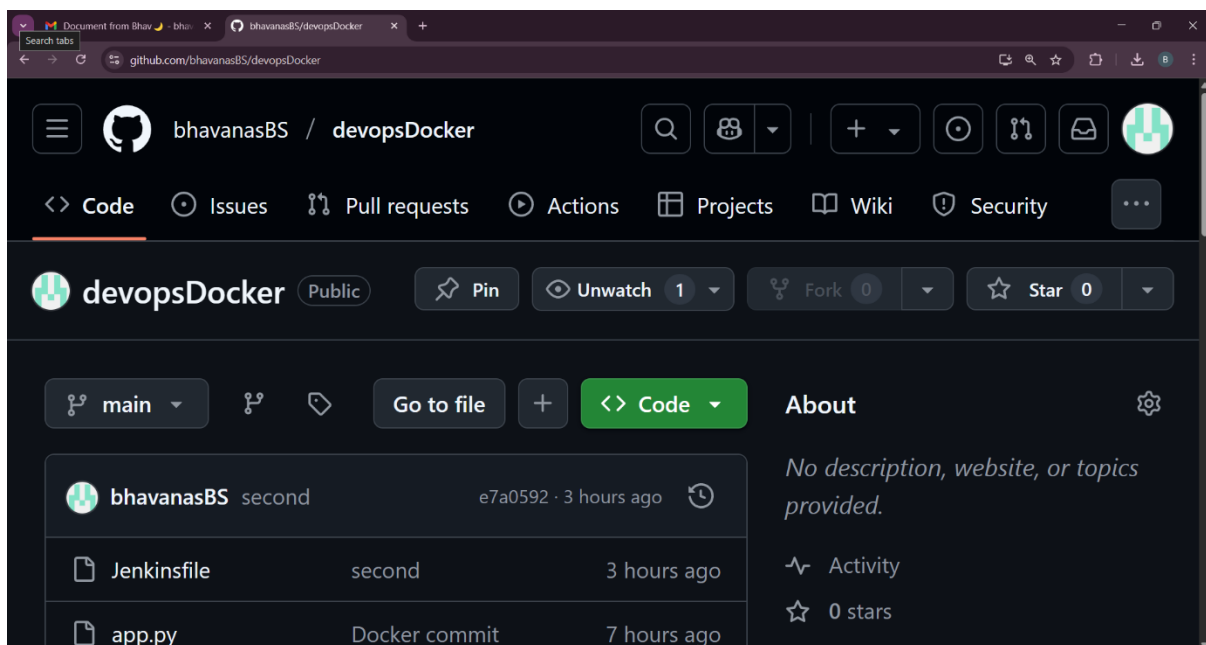 Document from Bhav🌙 - bhav
bhavanasBS/devopsDocker
Search tabs
github.com/bhavanasBS/devopsDocker
B
bhavanasBS / devopsDocker
Code Issues Pull requests Actions Projects Wiki Security
devopsDocker Public Pin Unwatch 1 Fork 0 Star 0
main Go to file Code
About
No description, website, or topics
provided.
bhavanasBS second e7a0592 · 3 hours ago
Jenkinsfile second 3 hours ago
Activity
0 stars
app.py Docker commit 7 hours ago